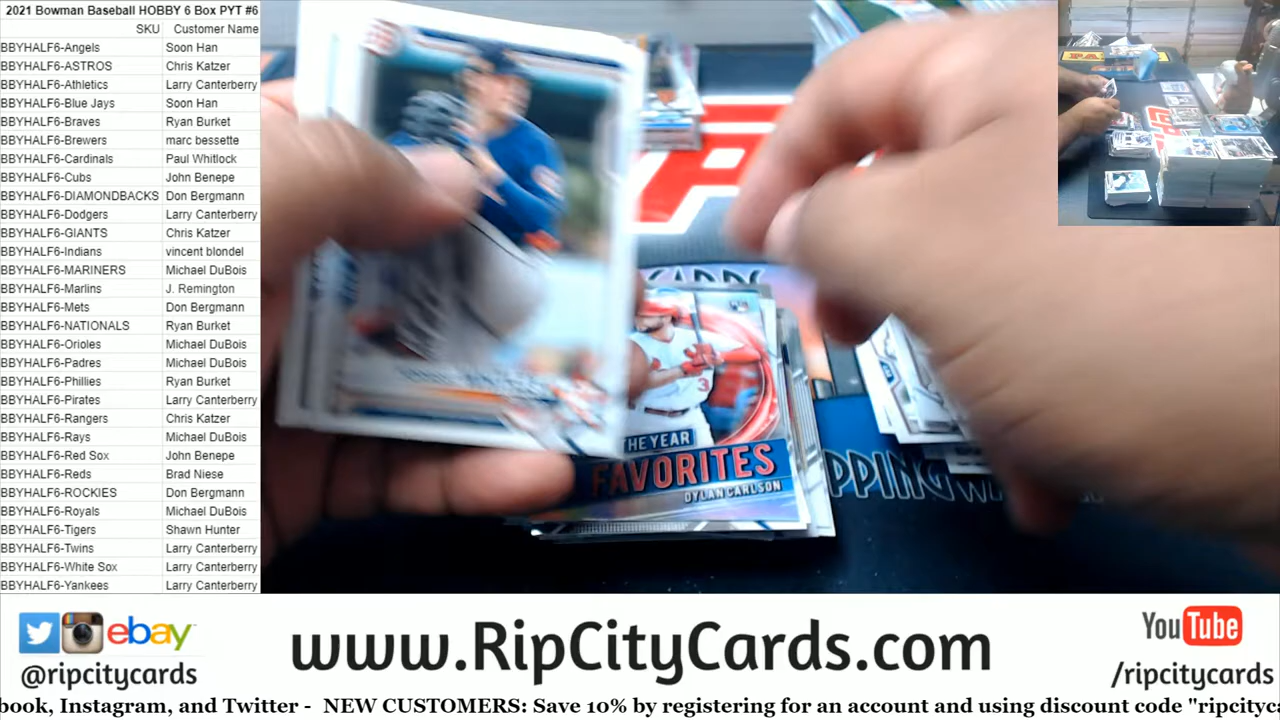 2021 Bowman Baseball HOBBY 6 Box PYT #6
SKU Customer Name
BBYHALF6-Angels Soon Han
BBYHALF6-ASTROS Chris Katzer
BBYHALF6-Athletics Larry Canterberry
BBYHALF6-Blue Jays Soon Han
BBYHALF6-Braves Ryan Burket
BBYHALF6-Brewers marc bessette
BBYHALF6-Cardinals Paul Whitlock
BBYHALF6-Cubs John Benepe
BBYHALF6-DIAMONDBACKS Don Bergmann
BBYHALF6-Dodgers Larry Canterberry
BBYHALF6-GIANTS Chris Katzer
BBYHALF6-Indians vincent blondel
BBYHALF6-MARINERS Michael DuBois
BBYHALF6-Marlins J. Remington
BBYHALF6-Mets Don Bergmann
BBYHALF6-NATIONALS Ryan Burket
BBYHALF6-Orioles Michael DuBois
BBYHALF6-Padres Michael DuBois
BBYHALF6-Phillies Ryan Burket
BBYHALF6-Pirates Larry Canterberry
BBYHALF6-Rangers Chris Katzer
BBYHALF6-Rays Michael DuBois
BBYHALF6-Red Sox John Benepe
BBYHALF6-Reds Brad Niese
BBYHALF6-ROCKIES Don Bergmann
BBYHALF6-Royals Michael DuBois
BBYHALF6-Tigers Shawn Hunter
BBYHALF6-Twins Larry Canterberry
BBYHALF6-White Sox Larry Canterberry
BBYHALF6-Yankees Larry Canterberry
CARDS
THE YEAR
FAVORITES
DYLAN CARLSON
3
PPING
ebay
@ripcitycards
www.RipCityCards.com
YouTube
/ripcitycards
book, Instagram, and Twitter - NEW CUSTOMERS: Save 10% by registering for an account and using discount code "ripcityca